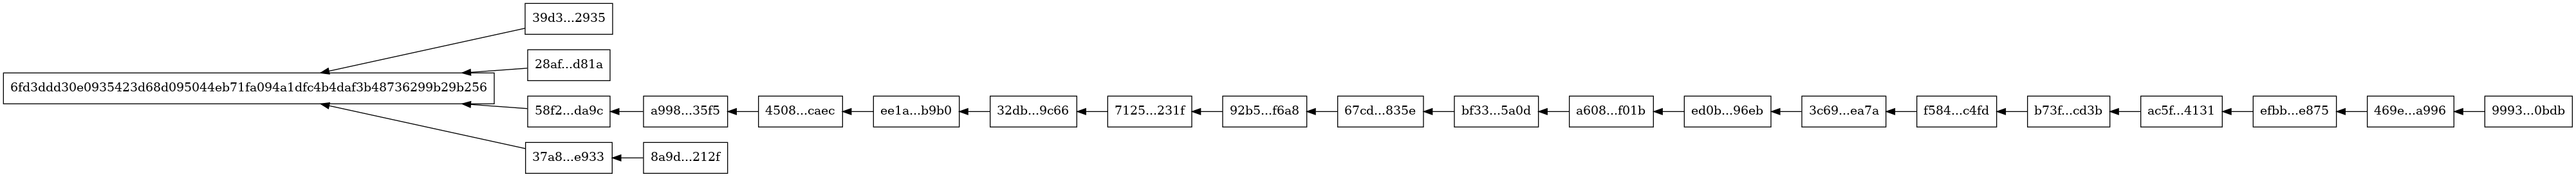 39d3...2935
28af...d81a
6fd3ddd30e0935423d68d095044eb71fa094a1dfc4b4daf3b48736299b29b256
58f2...da9c
a998...35f5
4508...caec
ee1a...b9b0
32db...9c66
7125...231f
92b5...f6a8
67cd...835e
bf33...5a0d
a608...f01b
ed0b...96eb
3c69...ea7a
f584...c4fd
b73f...cd3b
ac5f...4131
efbb...e875
469e...a996
9993...0bdb
37a8...e933
8a9d...212f